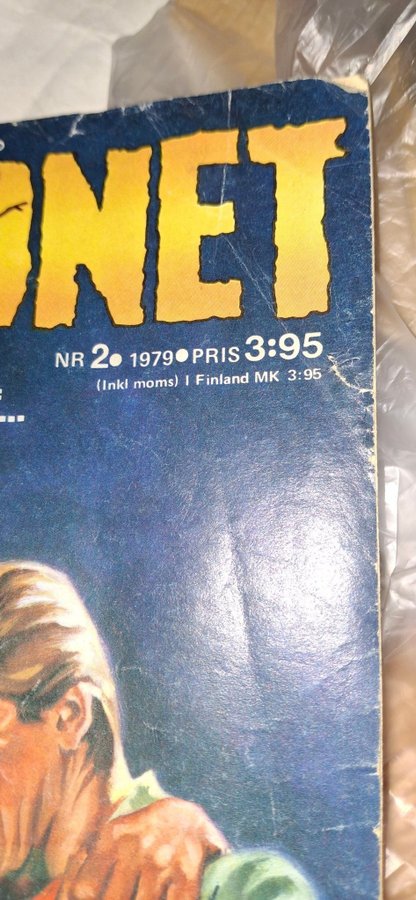 NET
NR 2● 1979●PRIS 3:95
(Inkl moms) I Finland MK 3:95
...